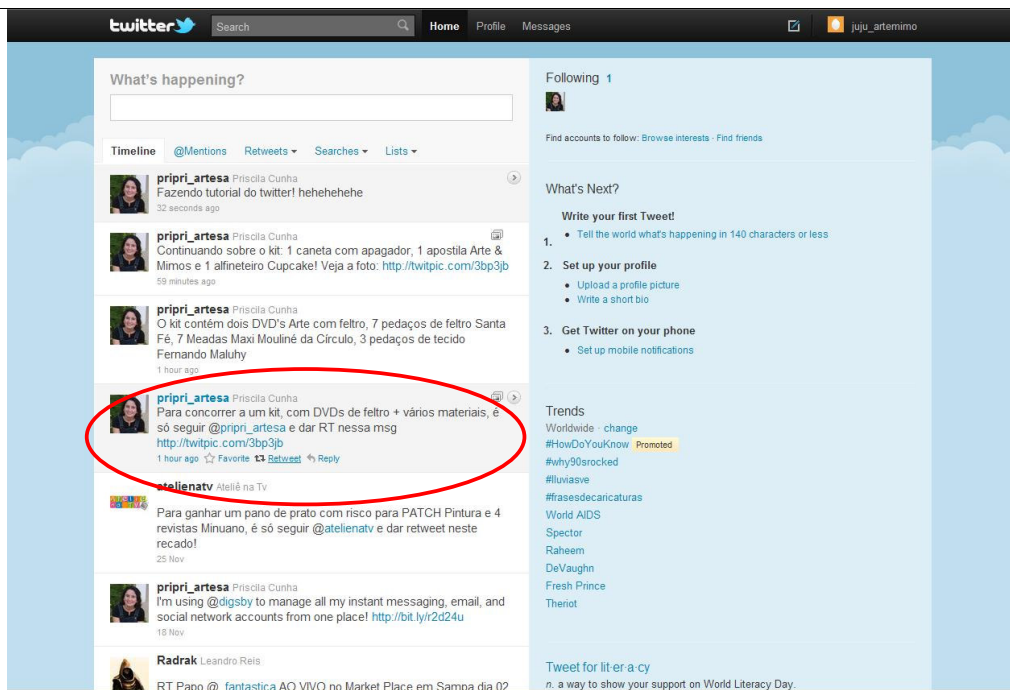 twitter
Search
Home Profile Messages
juju_artemimo
What's happening?
Timeline @Mentions Retweets Searches Lists
pripri_artesa Priscila Cunha
Fazendo tutorial do twitter! hehehehehe
32 seconds ago
pripri_artesa Priscila Cunha
Continuando sobre o kit: 1 caneta com apagador, 1 apostila Arte &
Mimos e 1 alfineteiro Cupcake! Veja a foto: http://twitpic.com/3bp3jb
59 minutes ago
pripri_artesa Priscila Cunha
O kit contém dois DVD's Arte com feltro, 7 pedaços de feltro Santa
Fé, 7 Meadas Maxi Mouliné da Círculo, 3 pedaços de tecido
Fernando Maluhy
1 hour ago
pripri_artesa Priscila Cunha
Para concorrer a um kit, com DVDs de feltro + vários materiais, é
só seguir @pripri_artesa e dar RT nessa msg
http://twitpic.com/3bp3jb
1 hour ago Favorite Retweet Reply
atelienatv Ateliê na Tv
Para ganhar um pano de prato com risco para PATCH Pintura e 4
revistas Minuano, é só seguir @atelienatv e dar retweet neste
recado!
25 Nov
pripri_artesa Priscila Cunha
I'm using @digsby to manage all my instant messaging, email, and
social network accounts from one place! http://bit.ly/r2d24u
18 Nov
Radrak Leandro Reis
RT Papo @_fantastica AO VIVO no Market Place em Sampa dia 02
Following 1
Find accounts to follow: Browse interests · Find friends
What's Next?
Write your first Tweet!
1.
Tell the world what's happening in 140 characters or less
2. Set up your profile
Upload a profile picture
Write a short bio
3. Get Twitter on your phone
Set up mobile notifications
Trends
Worldwide · change
#HowDoYouKnow Promoted
#why90srocked
#lluviasve
#frasesdecaricaturas
World AIDS
Spector
Raheem
DeVaughn
Fresh Prince
Theriot
Tweet for lit·er·a·cy
n. a way to show your support on World Literacy Day.